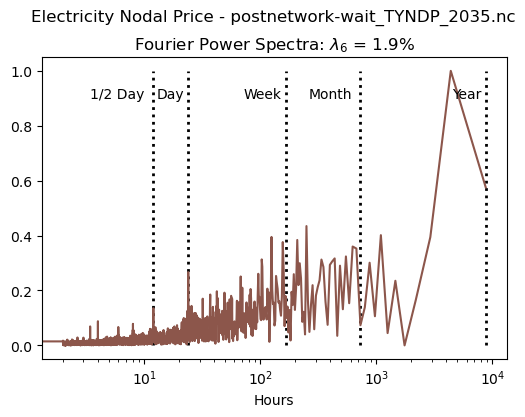 Electricity Nodal Price - postnetwork-wait_TYNDP_2035.nc
Fourier Power Spectra: λ₆ = 1.9%
1/2 Day Day Week Month Year
1.0
0.8
0.6
0.4
0.2
0.0
10¹ 10² 10³ 10⁴
Hours